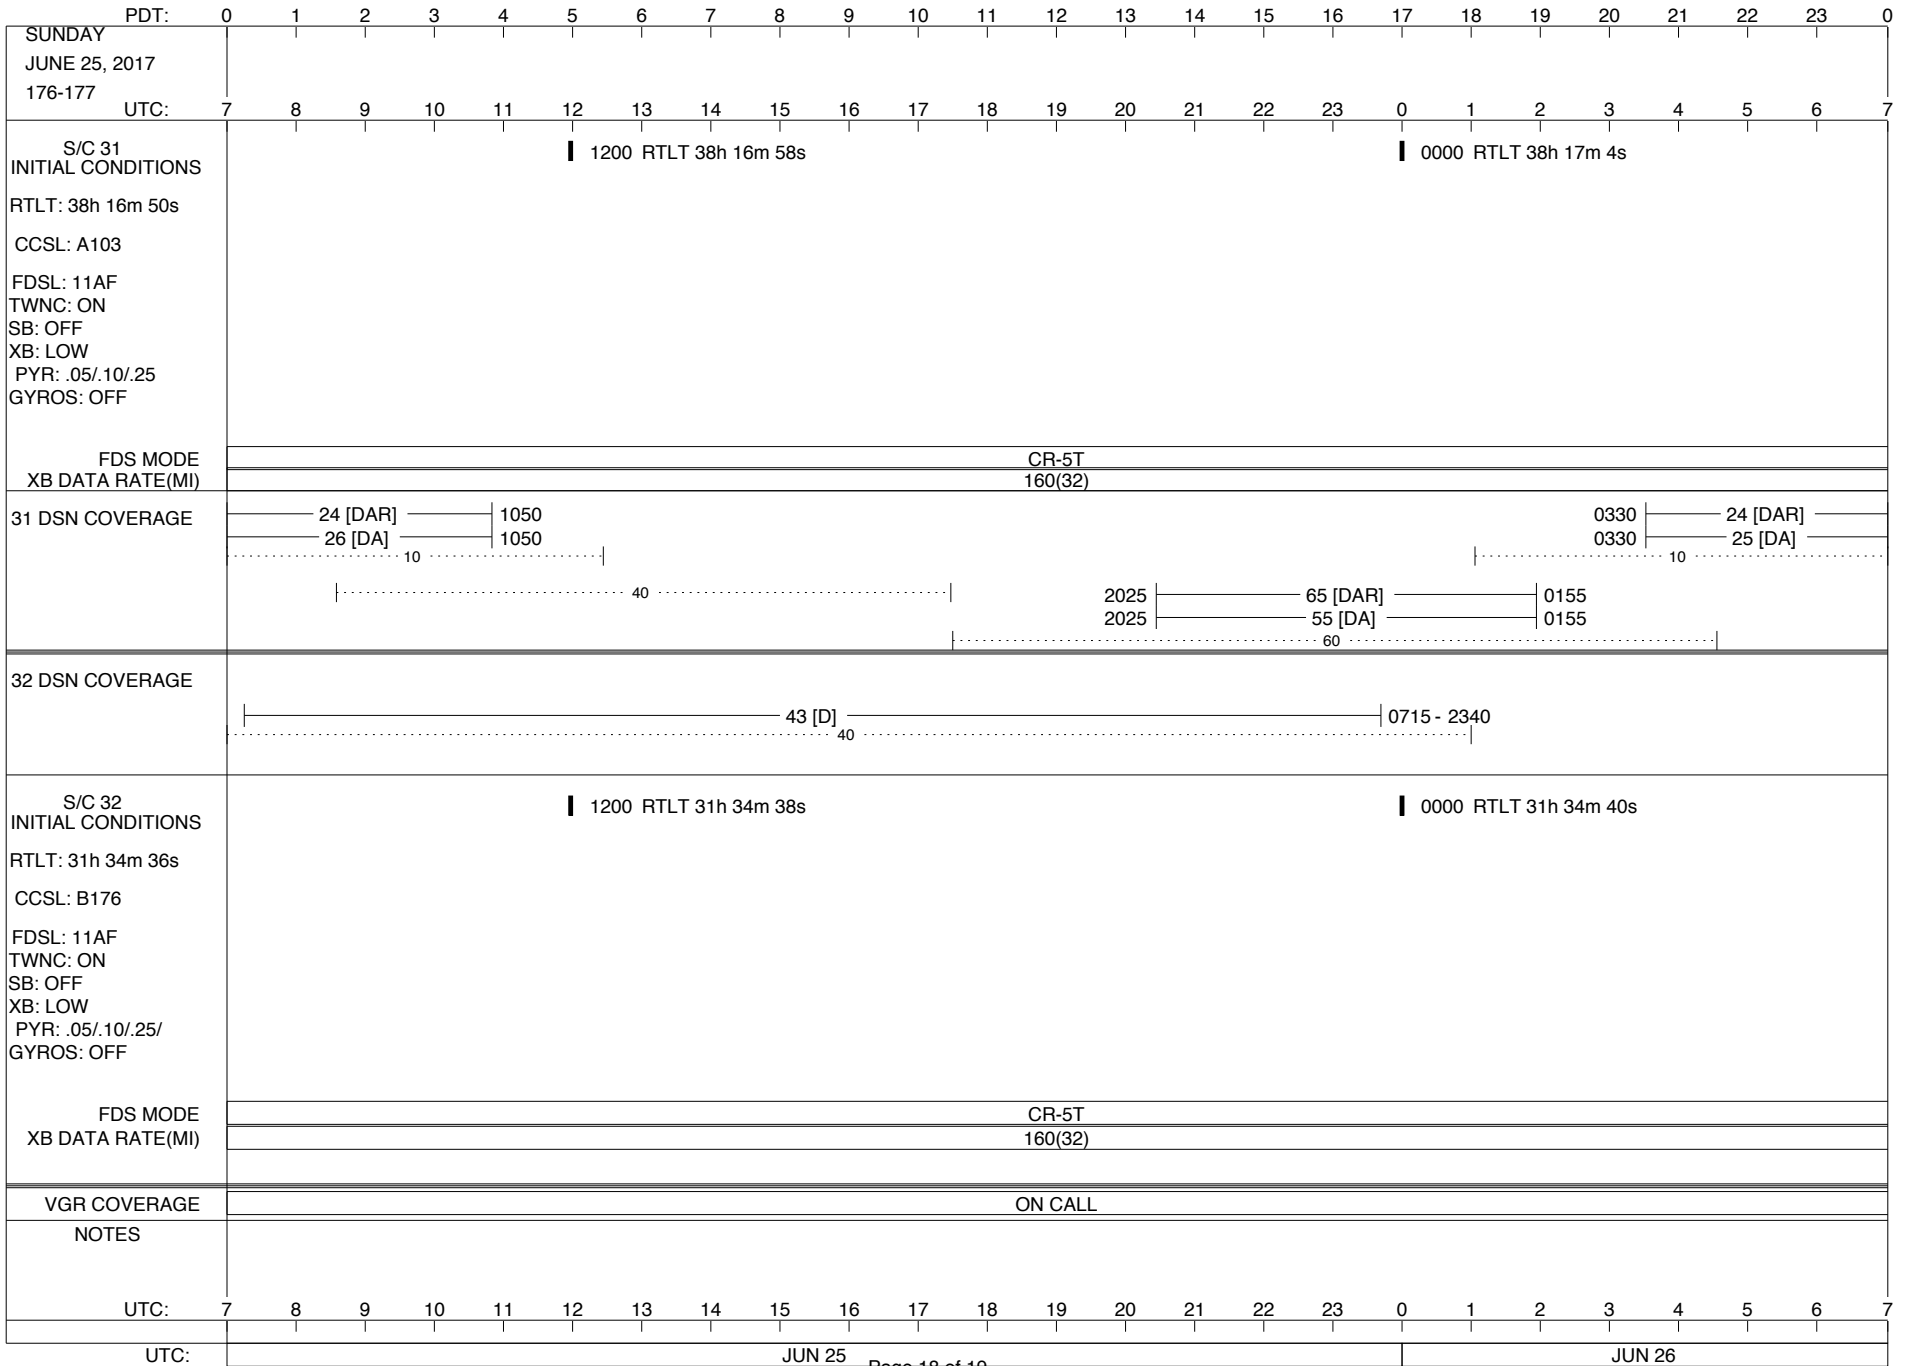 PDT: 0 1 2 3 4 5 6 7 8 9 10 11 12 13 14 15 16 17 18 19 20 21 22 23 0
SUNDAY
JUNE 25, 2017
176-177
UTC: 7 8 9 10 11 12 13 14 15 16 17 18 19 20 21 22 23 0 1 2 3 4 5 6 7
S/C 31
INITIAL CONDITIONS
1200 RTLT 38h 16m 58s
0000 RTLT 38h 17m 4s
RTLT: 38h 16m 50s
CCSL: A103
FDSL: 11AF
TWNC: ON
SB: OFF
XB: LOW
PYR: .05/.10/.25
GYROS: OFF
FDS MODE CR-5T
XB DATA RATE(MI) 160(32)
31 DSN COVERAGE
24 [DAR] 1050 0330 24 [DAR]
26 [DA] 1050 0330 25 [DA]
10 10
40
2025 65 [DAR] 0155
2025 55 [DA] 0155
60
32 DSN COVERAGE
43 [D] 0715 - 2340
40
S/C 32
INITIAL CONDITIONS
1200 RTLT 31h 34m 38s
0000 RTLT 31h 34m 40s
RTLT: 31h 34m 36s
CCSL: B176
FDSL: 11AF
TWNC: ON
SB: OFF
XB: LOW
PYR: .05/.10/.25/
GYROS: OFF
FDS MODE CR-5T
XB DATA RATE(MI) 160(32)
VGR COVERAGE ON CALL
NOTES
UTC: 7 8 9 10 11 12 13 14 15 16 17 18 19 20 21 22 23 0 1 2 3 4 5 6 7
UTC: JUN 25 JUN 26
Page 18 of 19